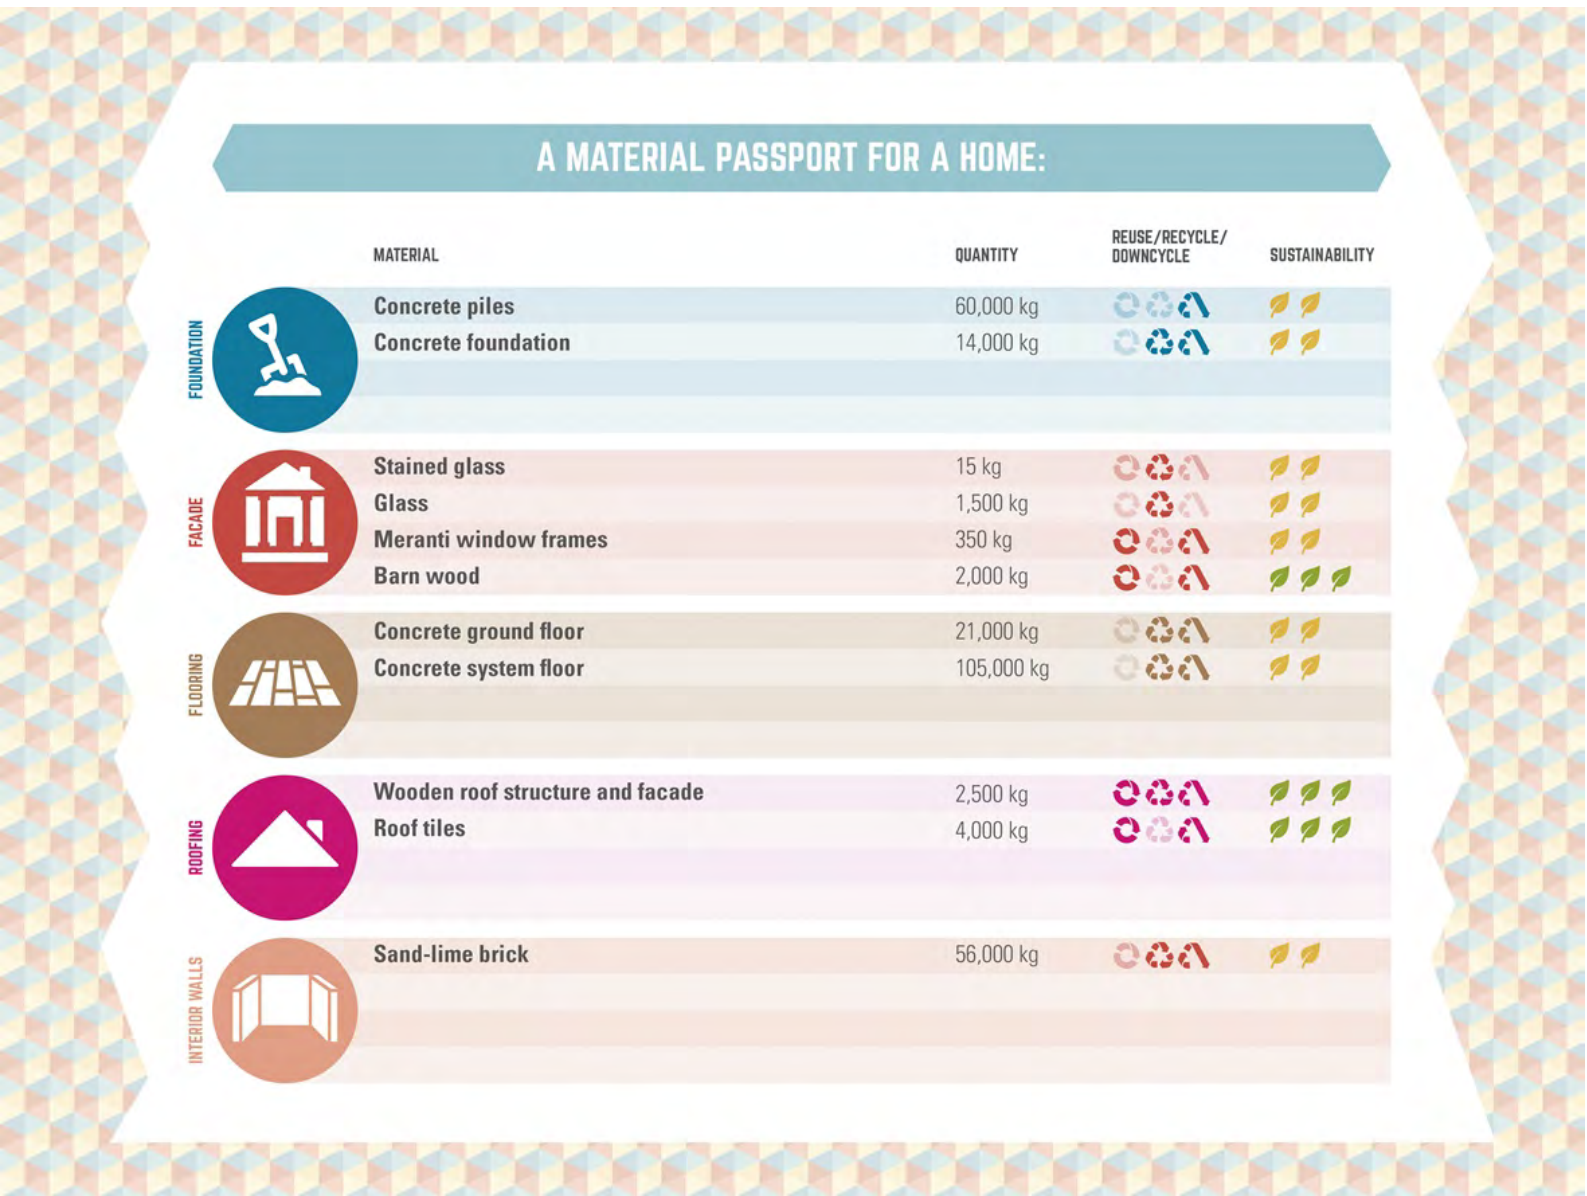 A MATERIAL PASSPORT FOR A HOME:
MATERIAL
QUANTITY
REUSE/RECYCLE/
DOWNCYCLE
SUSTAINABILITY
FOUNDATION
Concrete piles 60,000 kg
Concrete foundation 14,000 kg
FACADE
Stained glass 15 kg
Glass 1,500 kg
Meranti window frames 350 kg
Barn wood 2,000 kg
FLOORING
Concrete ground floor 21,000 kg
Concrete system floor 105,000 kg
ROOFING
Wooden roof structure and facade 2,500 kg
Roof tiles 4,000 kg
INTERIOR WALLS
Sand-lime brick 56,000 kg